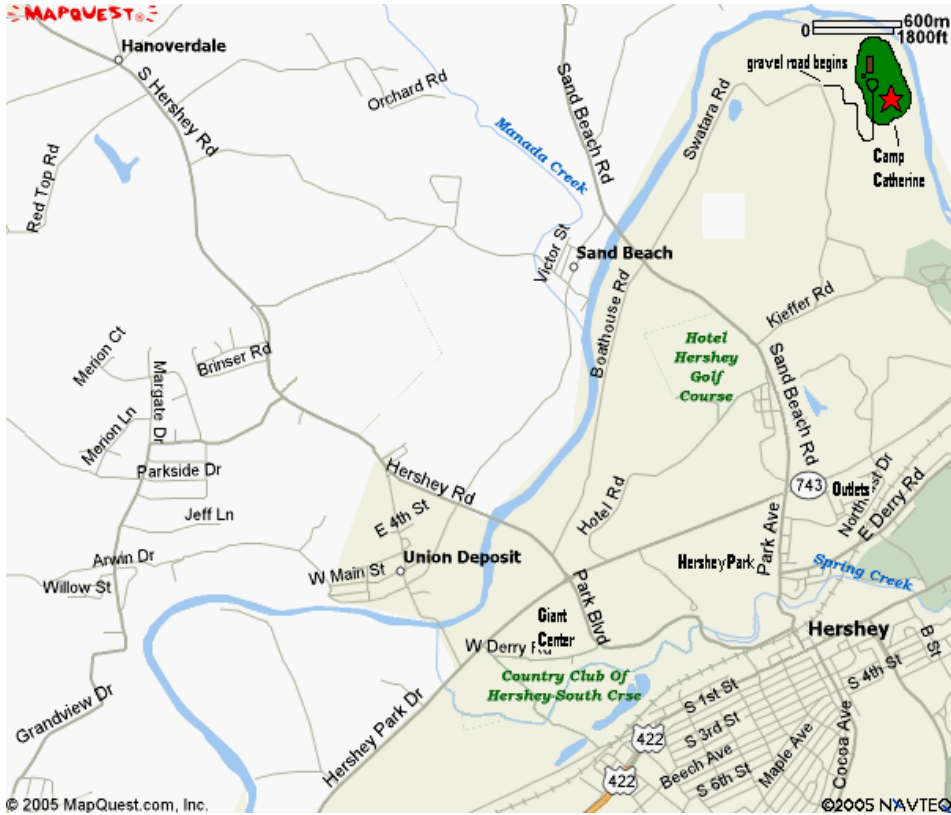 MAPQUEST®
600m
0
1800ft
Hanoverdale
gravel road begins
S Hershey Rd
Orchard Rd
Sand Beach Rd
Swatara Rd
Manada Creek
Camp
Catherine
Red Top Rd
Victor St
Sand Beach
Boathouse Rd
Kieffer Rd
Merion Ct
Brinser Rd
Margate Dr
Hotel
Hershey
Golf
Course
Sand Beach Rd
Merion Ln
Parkside Dr
Hershey Rd
743
Outlets
Jeff Ln
E 4th St
Hotel Rd
E Derry Rd
Arwin Dr
Union Deposit
Hershey Park
Park Ave
Spring Creek
Willow St
W Main St
Giant
Center
Park Blvd
Hershey
B St
W Derry
Country Club Of
Hershey-South Crse
S 4th St
S 1st St
Grandview Dr
Hershey Park Dr
422
S 3rd St
Beech Ave
Maple Ave
Cocoa Ave
422
S 6th St
© 2005 MapQuest.com, Inc.
©2005 NAVTEQ